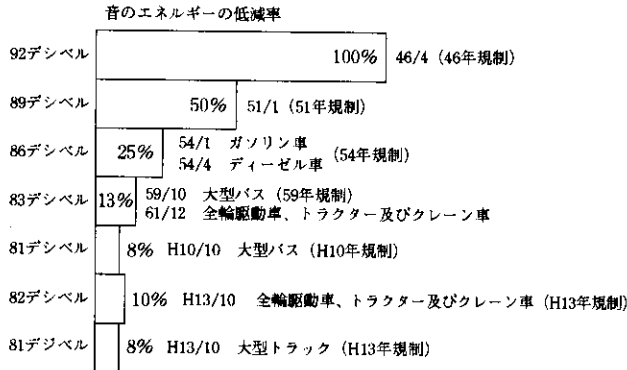 音のエネルギーの低減率
92デシベル 100% 46/4 (46年規制)
89デシベル 50% 51/1 (51年規制)
86デシベル 25% 54/1 ガソリン車
54/4 ディーゼル車 (54年規制)
83デシベル 13% 59/10 大型バス (59年規制)
61/12 全輪駆動車、トラクター及びクレーン車
81デシベル 8% H10/10 大型バス (H10年規制)
82デシベル 10% H13/10 全輪駆動車、トラクター及びクレーン車 (H13年規制)
81デジベル 8% H13/10 大型トラック (H13年規制)